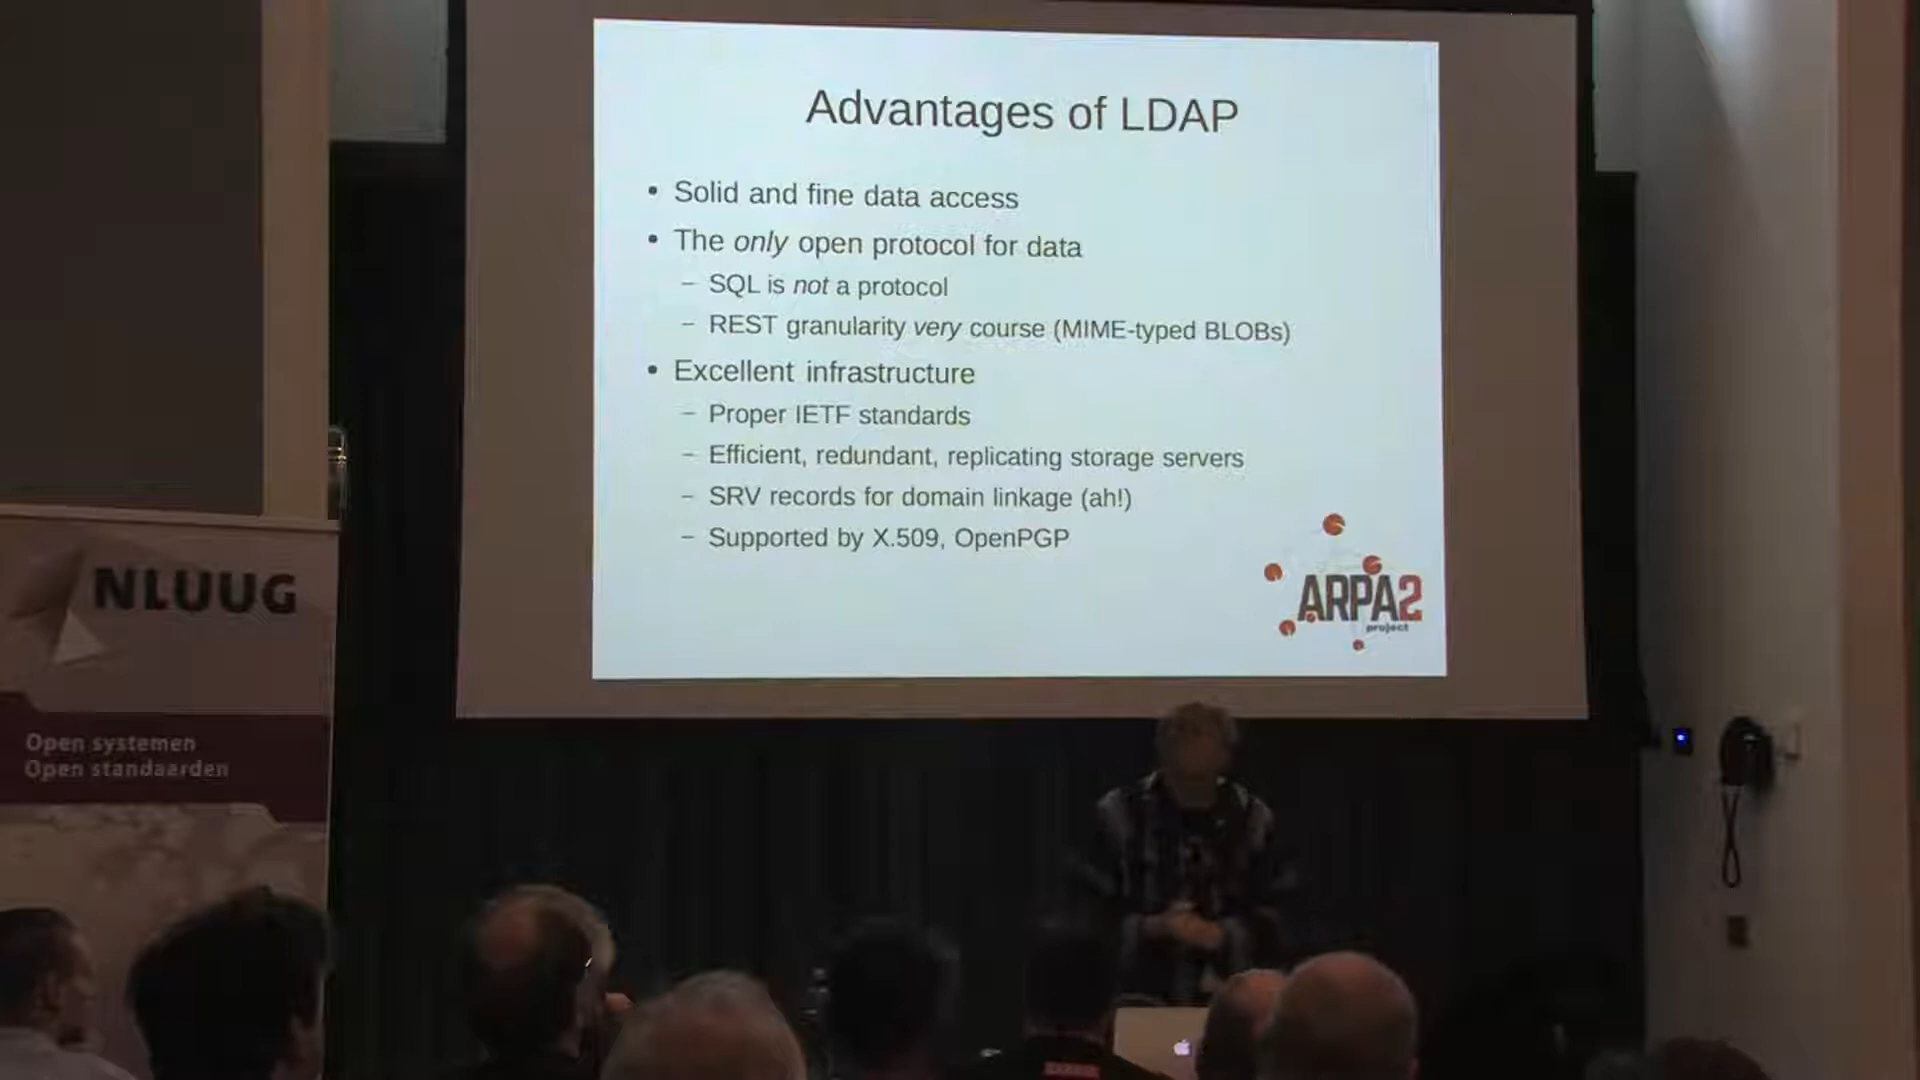 Advantages of LDAP
• Solid and fine data access
• The only open protocol for data
– SQL is not a protocol
– REST granularity very course (MIME-typed BLOBs)
• Excellent infrastructure
– Proper IETF standards
– Efficient, redundant, replicating storage servers
– SRV records for domain linkage (ah!)
– Supported by X.509, OpenPGP
ARPA2
project
NLUUG
Open systemen
Open standaarden